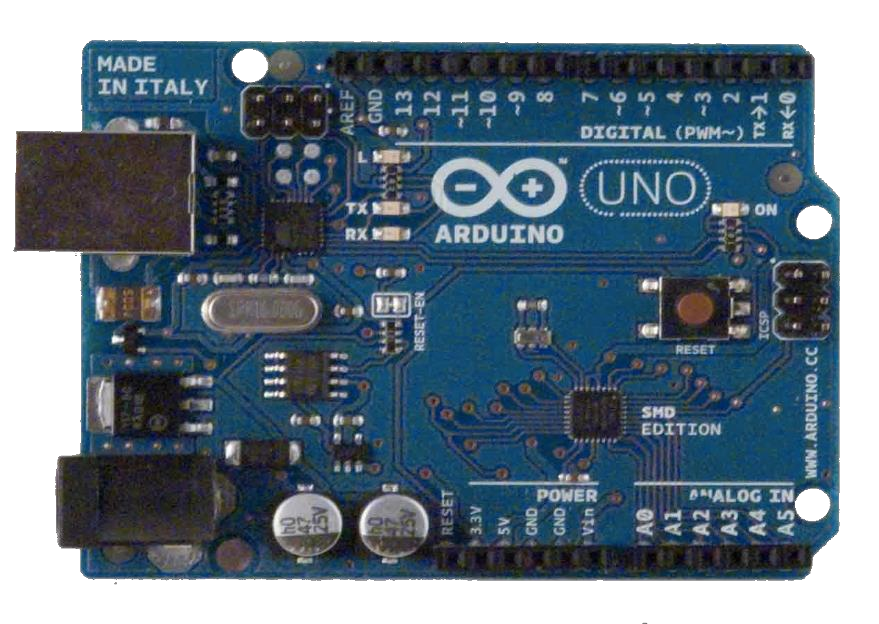 MADE
IN ITALY
AREF
GND
13
12
~11
~10
~9
8
7
~6
~5
4
~3
2
TX→1
RX←0
DIGITAL (PWM~)
L
TX
RX
UNO
ARDUINO
™
ON
RESET-EN
RESET
ICSP
SMD
EDITION
WWW.ARDUINO.CC
POWER
ANALOG IN
RESET
3.3V
5V
GND
GND
Vin
A0
A1
A2
A3
A4
A5
h0
47
25V
h0
47
25V